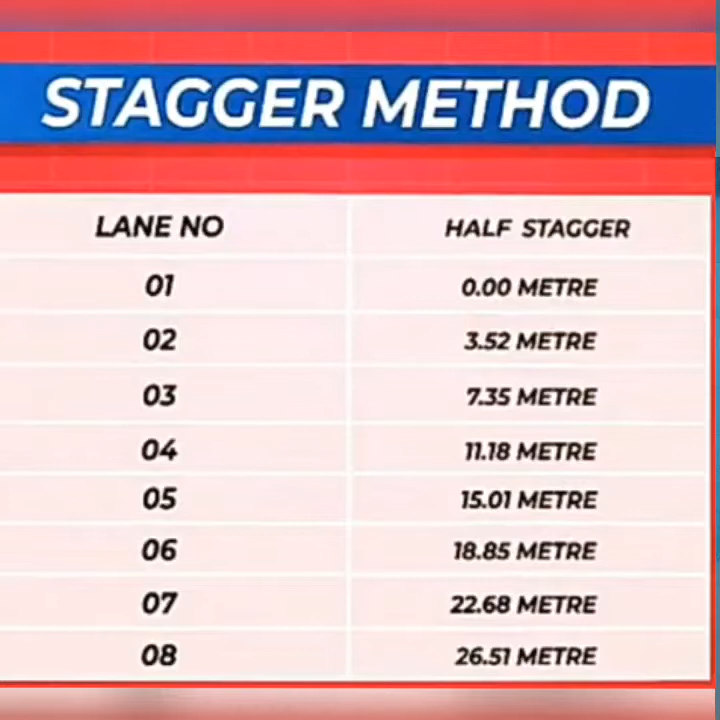 STAGGER METHOD
LANE NO HALF STAGGER
01 0.00 METRE
02 3.52 METRE
03 7.35 METRE
04 11.18 METRE
05 15.01 METRE
06 18.85 METRE
07 22.68 METRE
08 26.51 METRE